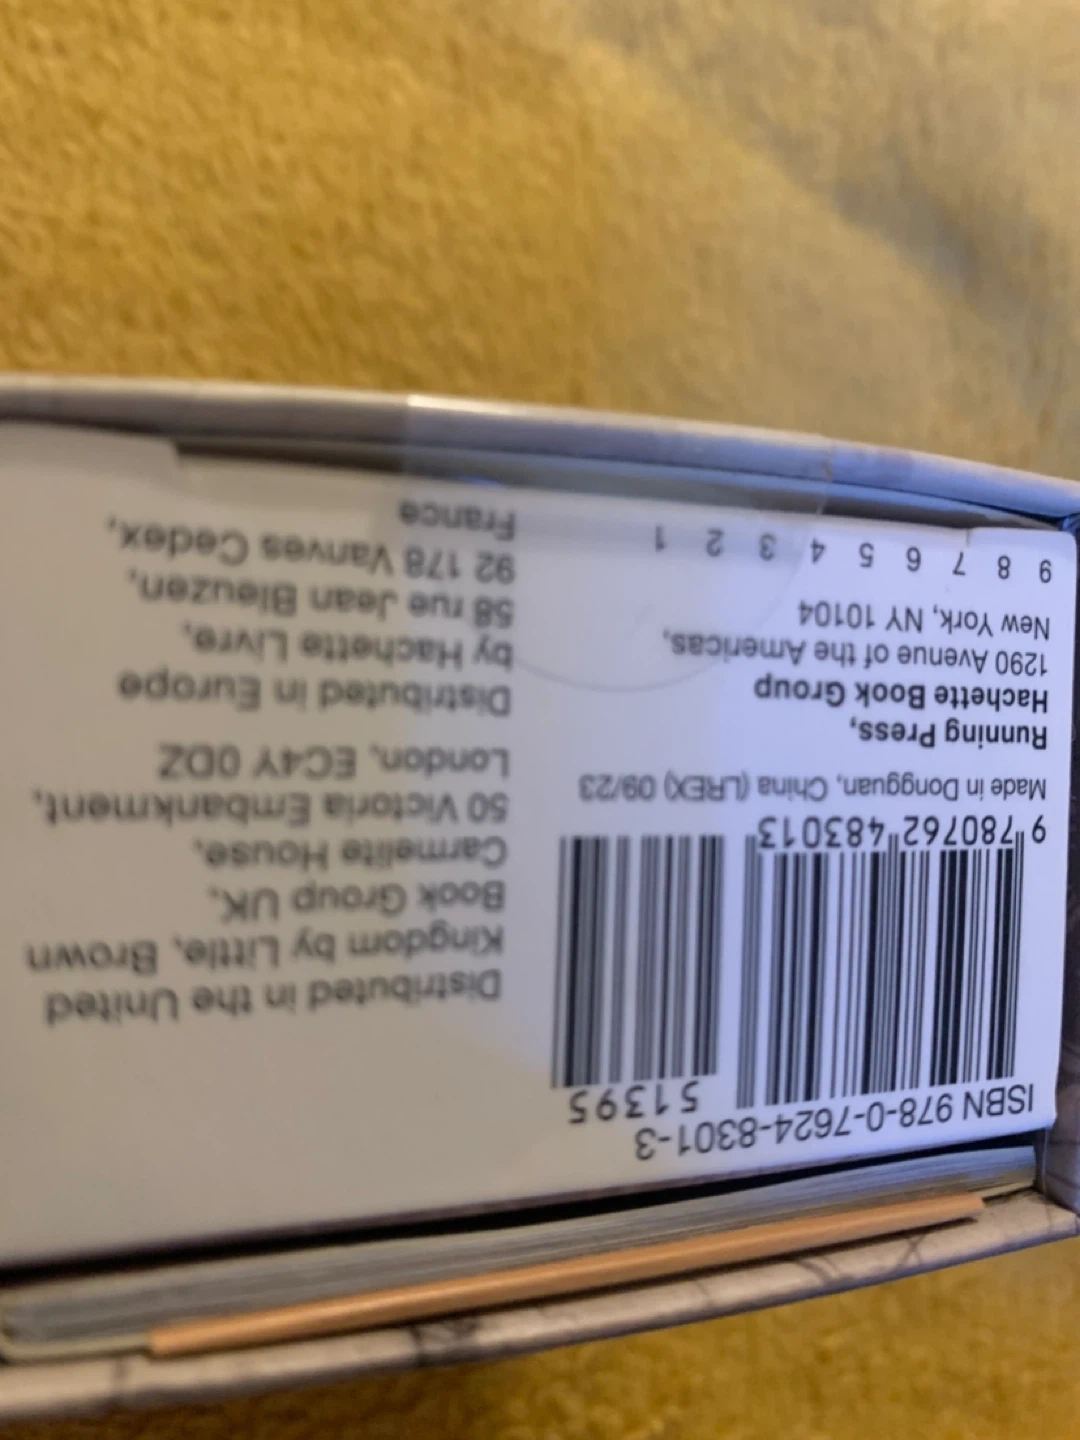 ISBN 978-0-7624-8301-3
51395
9 780762 483013
Made in Dongguan, China (LREX) 09/23
Running Press,
Hachette Book Group
1290 Avenue of the Americas,
New York, NY 10104
9 8 7 6 5 4 3 2 1
Distributed in the United
Kingdom by Little, Brown
Book Group UK,
Carmelite House,
50 Victoria Embankment,
London, EC4Y 0DZ
Distributed in Europe
by Hachette Livre,
58 rue Jean Bleuzen,
92 178 Vanves Cedex,
France